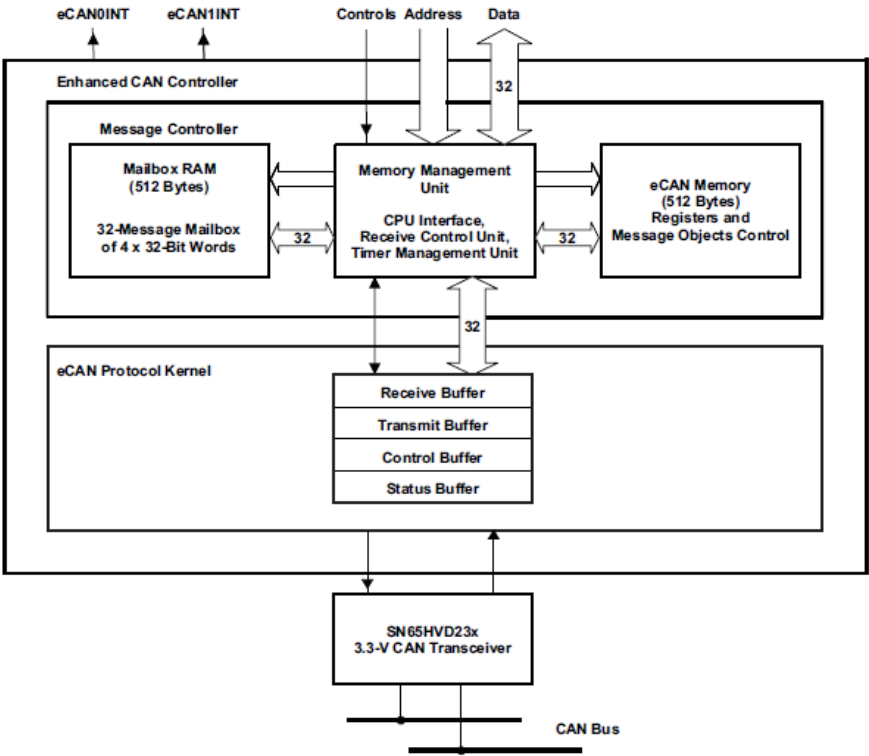 eCAN0INT eCAN1INT Controls Address Data
32
Enhanced CAN Controller
Message Controller
Mailbox RAM
(512 Bytes)
32-Message Mailbox
of 4 x 32-Bit Words
32
Memory Management
Unit
CPU Interface,
Receive Control Unit,
Timer Management Unit
32
eCAN Memory
(512 Bytes)
Registers and
Message Objects Control
32
eCAN Protocol Kernel
Receive Buffer
Transmit Buffer
Control Buffer
Status Buffer
SN65HVD23x
3.3-V CAN Transceiver
CAN Bus